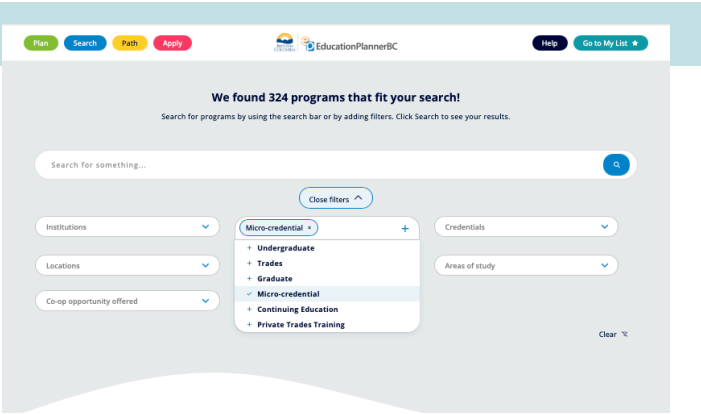 Plan
Search
Path
Apply
BRITISH
COLUMBIA
EducationPlannerBC
Help
Go to My List
We found 324 programs that fit your search!
Search for programs by using the search bar or by adding filters. Click Search to see your results.
Search for something...
Close filters
Institutions
Micro-credential ×
Credentials
+ Undergraduate
+ Trades
Locations
Areas of study
+ Graduate
✓ Micro-credential
Co-op opportunity offered
+ Continuing Education
+ Private Trades Training
Clear